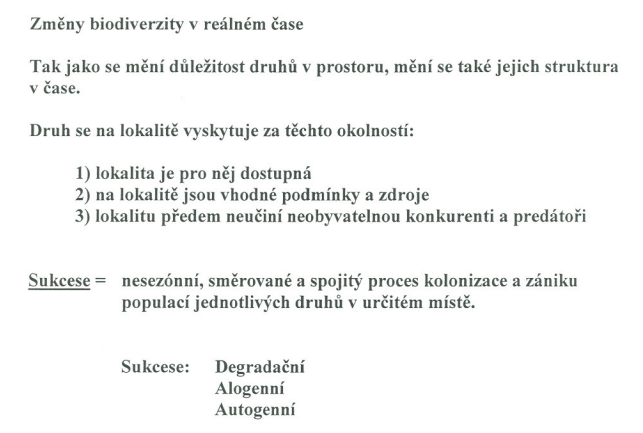 Změny biodiverzity v reálném čase
Tak jako se mění důležitost druhů v prostoru, mění se také jejich struktura
v čase.
Druh se na lokalitě vyskytuje za těchto okolností:
1) lokalita je pro něj dostupná
2) na lokalitě jsou vhodné podmínky a zdroje
3) lokalitu předem neučiní neobyvatelnou konkurenti a predátoři
Sukcese = nesezónní, směrované a spojitý proces kolonizace a zániku
populací jednotlivých druhů v určitém místě.
Sukcese: Degradační
Alogenní
Autogenní